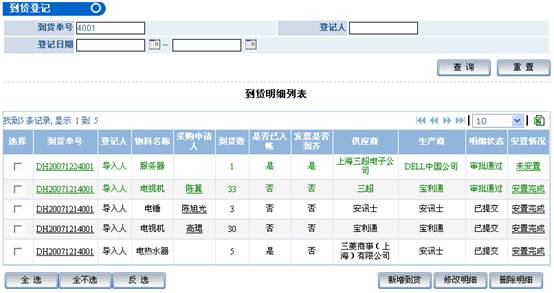 到货登记
到货单号 4001 登记人
登记日期 –
查 询 重 置
到货明细列表
找到5 条记录, 显示 1 到 5 10
选择 到货单号 登记人 物料名称 采购申请人 到货数 是否已入帐 发票是否到齐 供应商 生产商 明细状态 安置情况
DH20071224001 导入人 服务器 1 是 是 上海三超电子公司 DELL中国公司 审批通过 未安置
DH20071214001 导入人 电视机 陈翼 33 否 否 三超 宝利通 审批通过 安置完成
DH20071214001 导入人 电锤 陈旭光 3 否 否 安讯士 安讯士 已提交 安置完成
DH20071214001 导入人 电视机 高珺 30 否 否 宝利通 宝利通 已提交 安置完成
DH20071214001 导入人 电热水器 5 是 否 三菱商事(上海)有限公司 安讯士 已提交 安置完成
全 选 全不选 反 选 新增到货 修改明细 删除明细